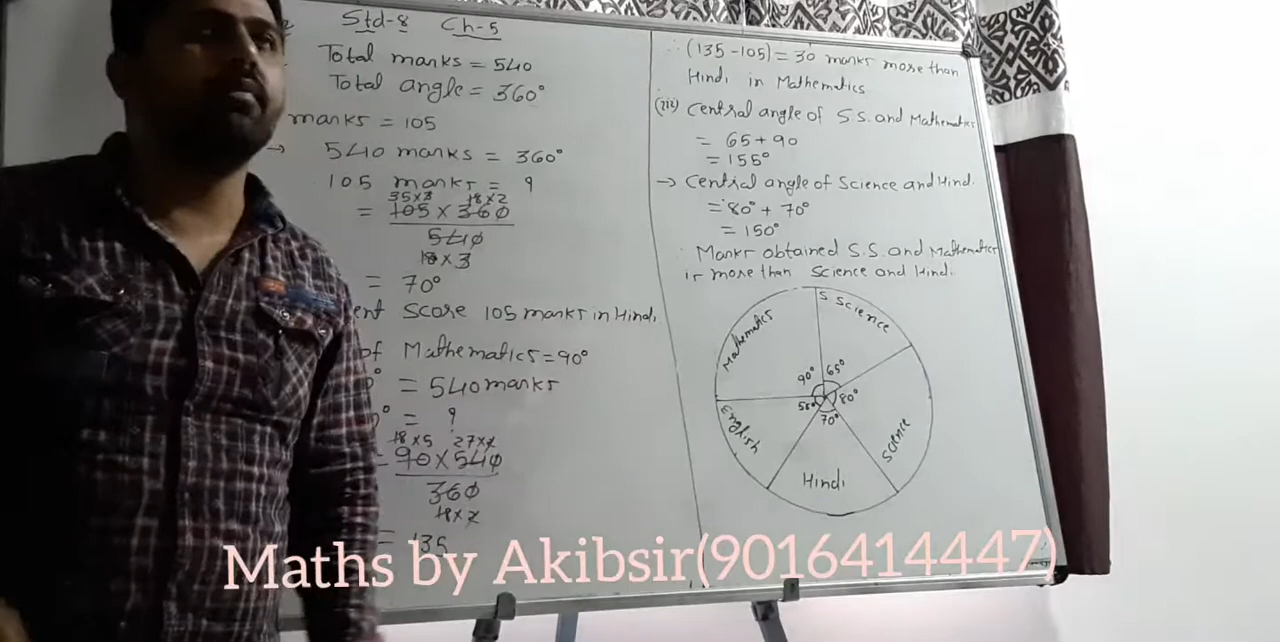 Std-8 Ch-5
Total marks = 540
Total angle = 360°
marks = 105
→ 540 marks = 360°
105 marks = ?
35×3 18×2
= 105 × 360
540
18×3
= 70°
ent score 105 marks in Hindi.
of Mathematics = 90°
° = 540 marks
° = ?
18×5 27×2
= 90 × 540
360
18×2
= 135
∴ (135 - 105) = 30 marks more than
Hindi in Mathematics
(iii) Central angle of S.S. and Mathematics
= 65 + 90
= 155°
→ Central angle of Science and Hindi.
= 80° + 70°
= 150°
∴ Marks obtained S.S. and Mathematics
is more than Science and Hindi.
Mathematics
S. Science
90° 65°
55° 80°
70°
English
Science
Hindi
Maths by Akibsir(9016414447)